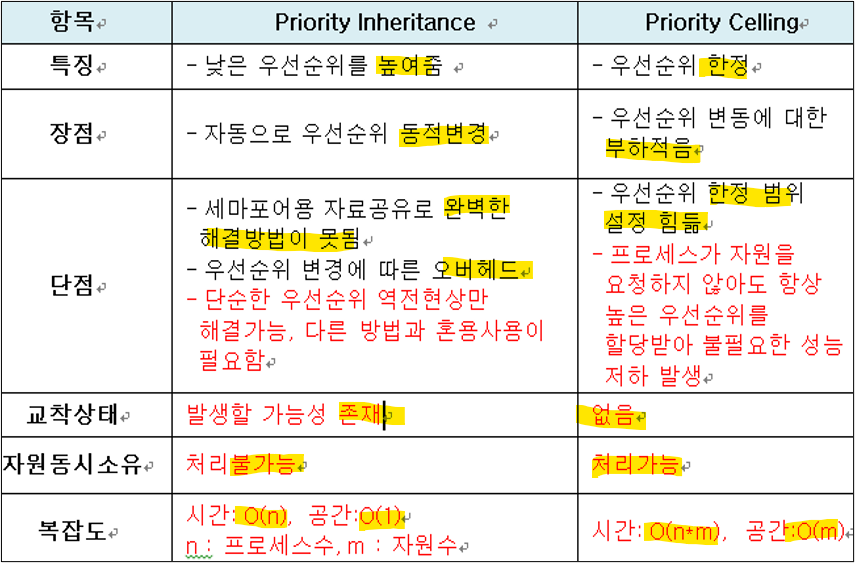 항목 Priority Inheritance Priority Celling
특징 - 낮은 우선순위를 높여줌 - 우선순위 한정
장점 - 자동으로 우선순위 동적변경 - 우선순위 변동에 대한
부하적음
단점 - 세마포어용 자료공유로 완벽한
해결방법이 못됨
- 우선순위 변경에 따른 오버헤드
- 단순한 우선순위 역전현상만
해결가능, 다른 방법과 혼용사용이
필요함
- 우선순위 한정 범위
설정 힘듦
- 프로세스가 자원을
요청하지 않아도 항상
높은 우선순위를
할당받아 불필요한 성능
저하 발생
교착상태 발생할 가능성 존재 없음
자원동시소유 처리불가능 처리가능
복잡도 시간: O(n), 공간:O(1)
n : 프로세스수, m : 자원수
시간: O(n*m), 공간:O(m)